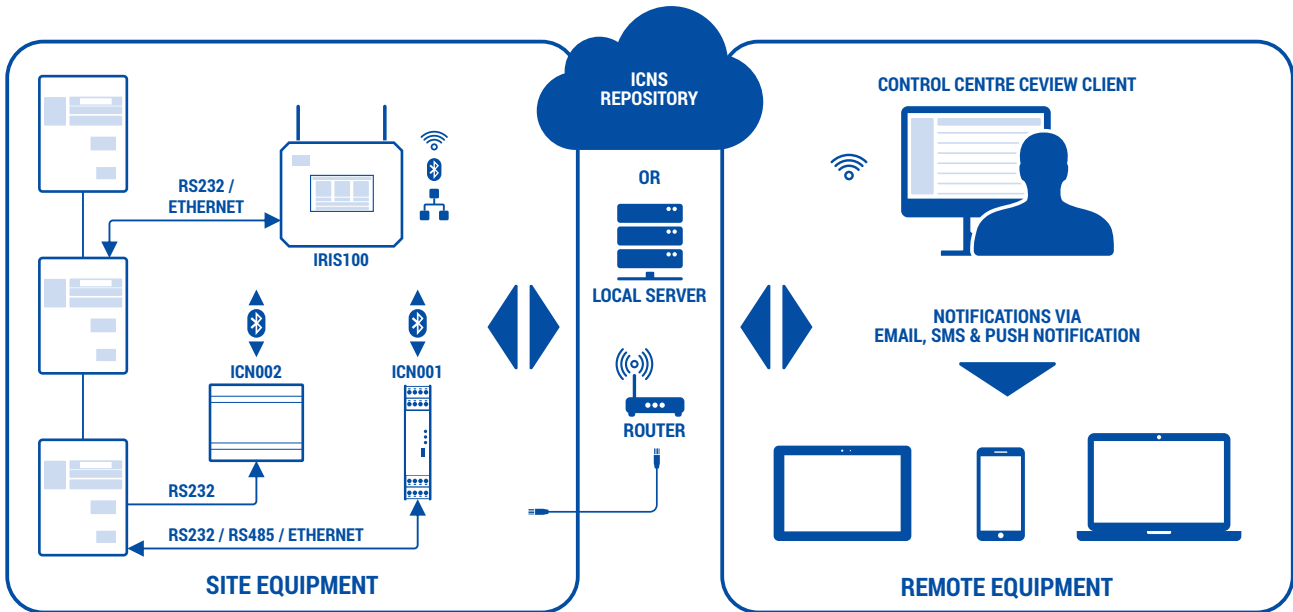 ICNS
REPOSITORY
CONTROL CENTRE CEVIEW CLIENT
RS232 /
ETHERNET
IRIS100
OR
LOCAL SERVER
NOTIFICATIONS VIA
EMAIL, SMS & PUSH NOTIFICATION
ICN002
ICN001
ROUTER
RS232
RS232 / RS485 / ETHERNET
SITE EQUIPMENT
REMOTE EQUIPMENT